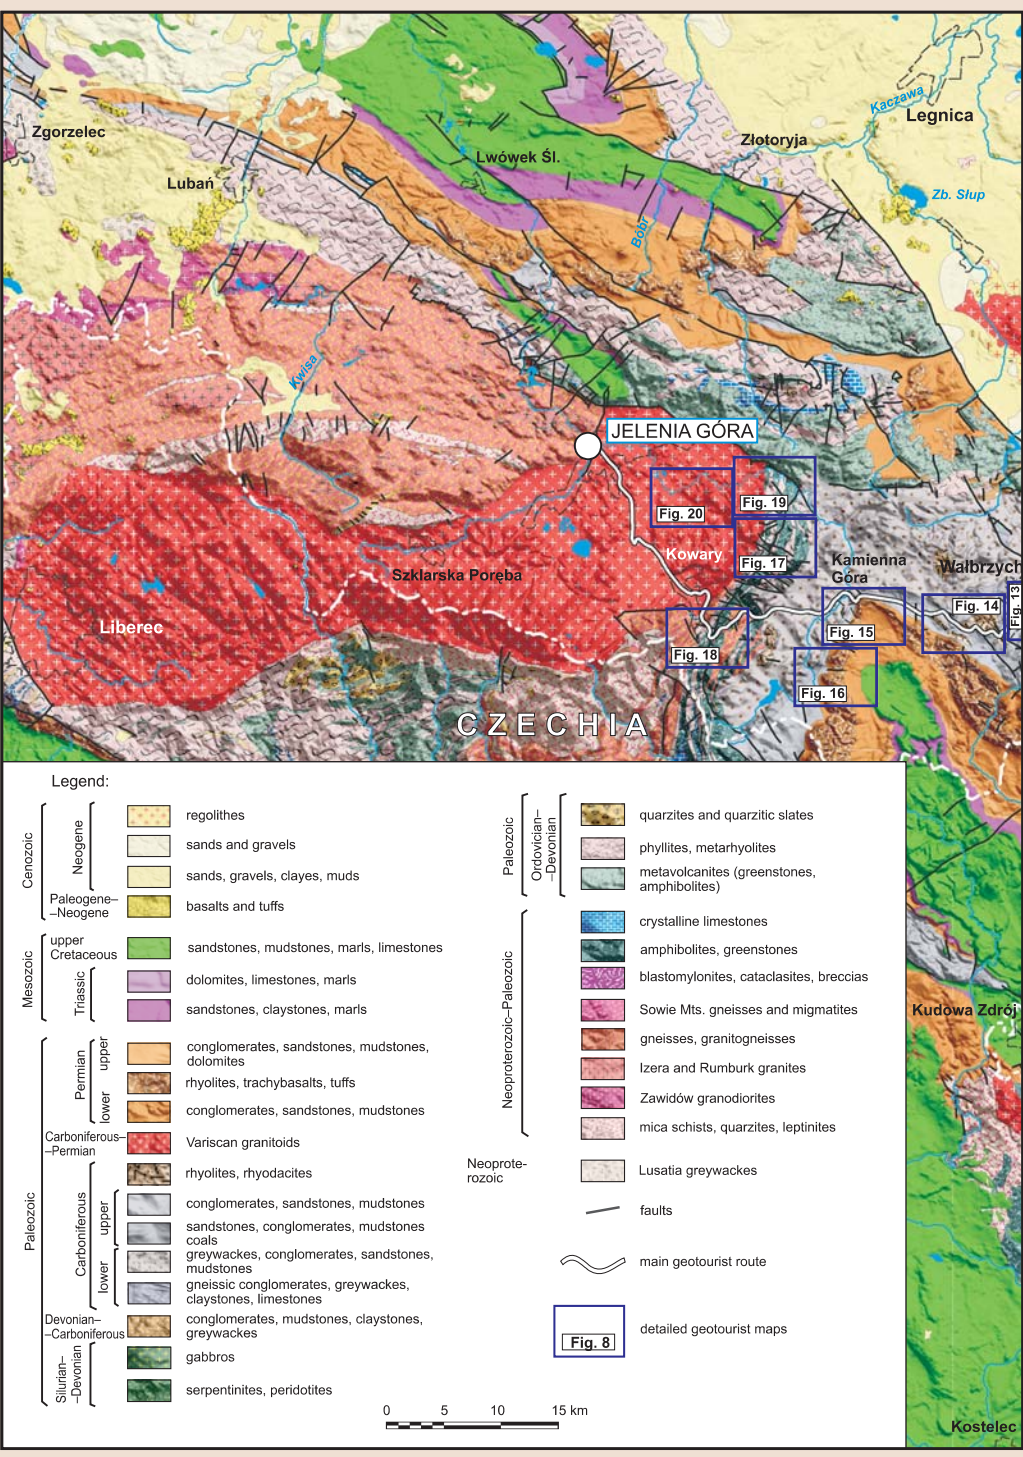 Zgorzelec
Lubań
Lwówek Śl.
Bóbr
Złotoryja
Kaczawa
Legnica
Zb. Słup
Kwisa
JELENIA GÓRA
Fig. 20
Fig. 19
Kowary
Fig. 17
Szklarska Poręba
Kamienna
Góra
Wałbrzych
Fig. 14
Fig. 13
Liberec
Fig. 15
Fig. 18
Fig. 16
CZECHIA
Kudowa Zdrój
Kostelec
Legend:
Cenozoic
Neogene
regolithes
sands and gravels
sands, gravels, clayes, muds
Paleogene–
–Neogene
basalts and tuffs
Mesozoic
upper
Cretaceous
sandstones, mudstones, marls, limestones
Triassic
dolomites, limestones, marls
sandstones, claystones, marls
Paleozoic
Permian
upper
conglomerates, sandstones, mudstones,
dolomites
lower
rhyolites, trachybasalts, tuffs
conglomerates, sandstones, mudstones
Carboniferous–
–Permian
Variscan granitoids
Carboniferous
rhyolites, rhyodacites
upper
conglomerates, sandstones, mudstones
sandstones, conglomerates, mudstones
coals
lower
greywackes, conglomerates, sandstones,
mudstones
gneissic conglomerates, greywackes,
claystones, limestones
Devonian–
–Carboniferous
conglomerates, mudstones, claystones,
greywackes
Silurian–
–Devonian
gabbros
serpentinites, peridotites
Paleozoic
Ordovician–
–Devonian
quarzites and quarzitic slates
phyllites, metarhyolites
metavolcanites (greenstones,
amphibolites)
Neoproterozoic–Paleozoic
crystalline limestones
amphibolites, greenstones
blastomylonites, cataclasites, breccias
Sowie Mts. gneisses and migmatites
gneisses, granitogneisses
Izera and Rumburk granites
Zawidów granodiorites
mica schists, quarzites, leptinites
Neoprote-
rozoic
Lusatia greywackes
faults
main geotourist route
Fig. 8
detailed geotourist maps
0 5 10 15 km